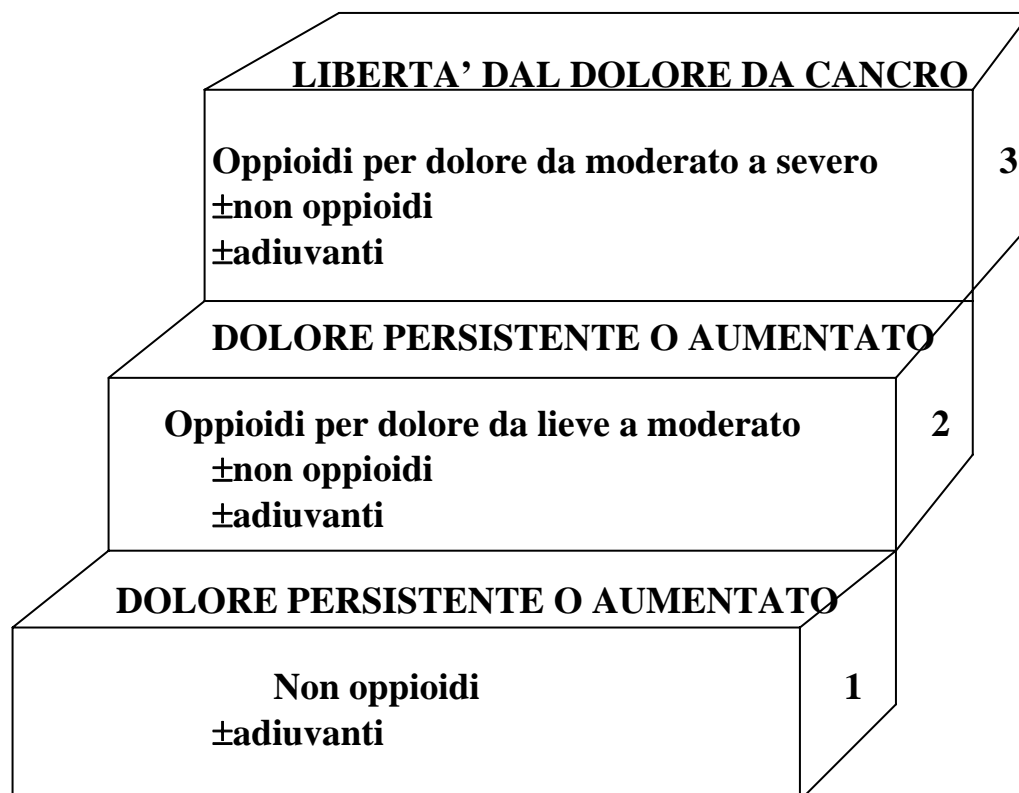 LIBERTA’ DAL DOLORE DA CANCRO
Oppioidi per dolore da moderato a severo 3
±non oppioidi
±adiuvanti
DOLORE PERSISTENTE O AUMENTATO
Oppioidi per dolore da lieve a moderato 2
±non oppioidi
±adiuvanti
DOLORE PERSISTENTE O AUMENTATO
Non oppioidi 1
±adiuvanti